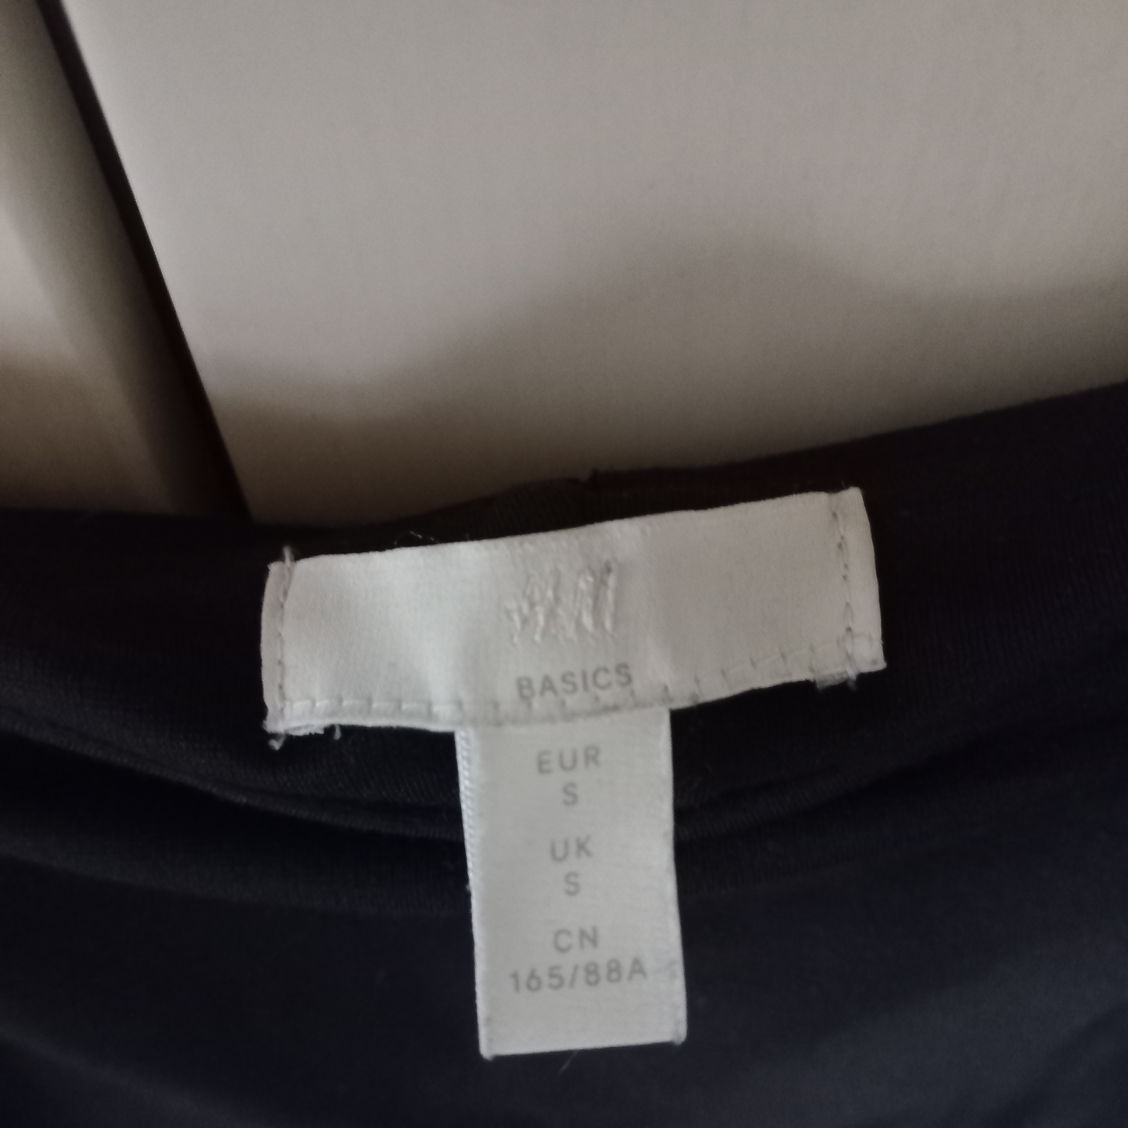 H&M
BASICS
EUR
S
UK
S
CN
165/88A